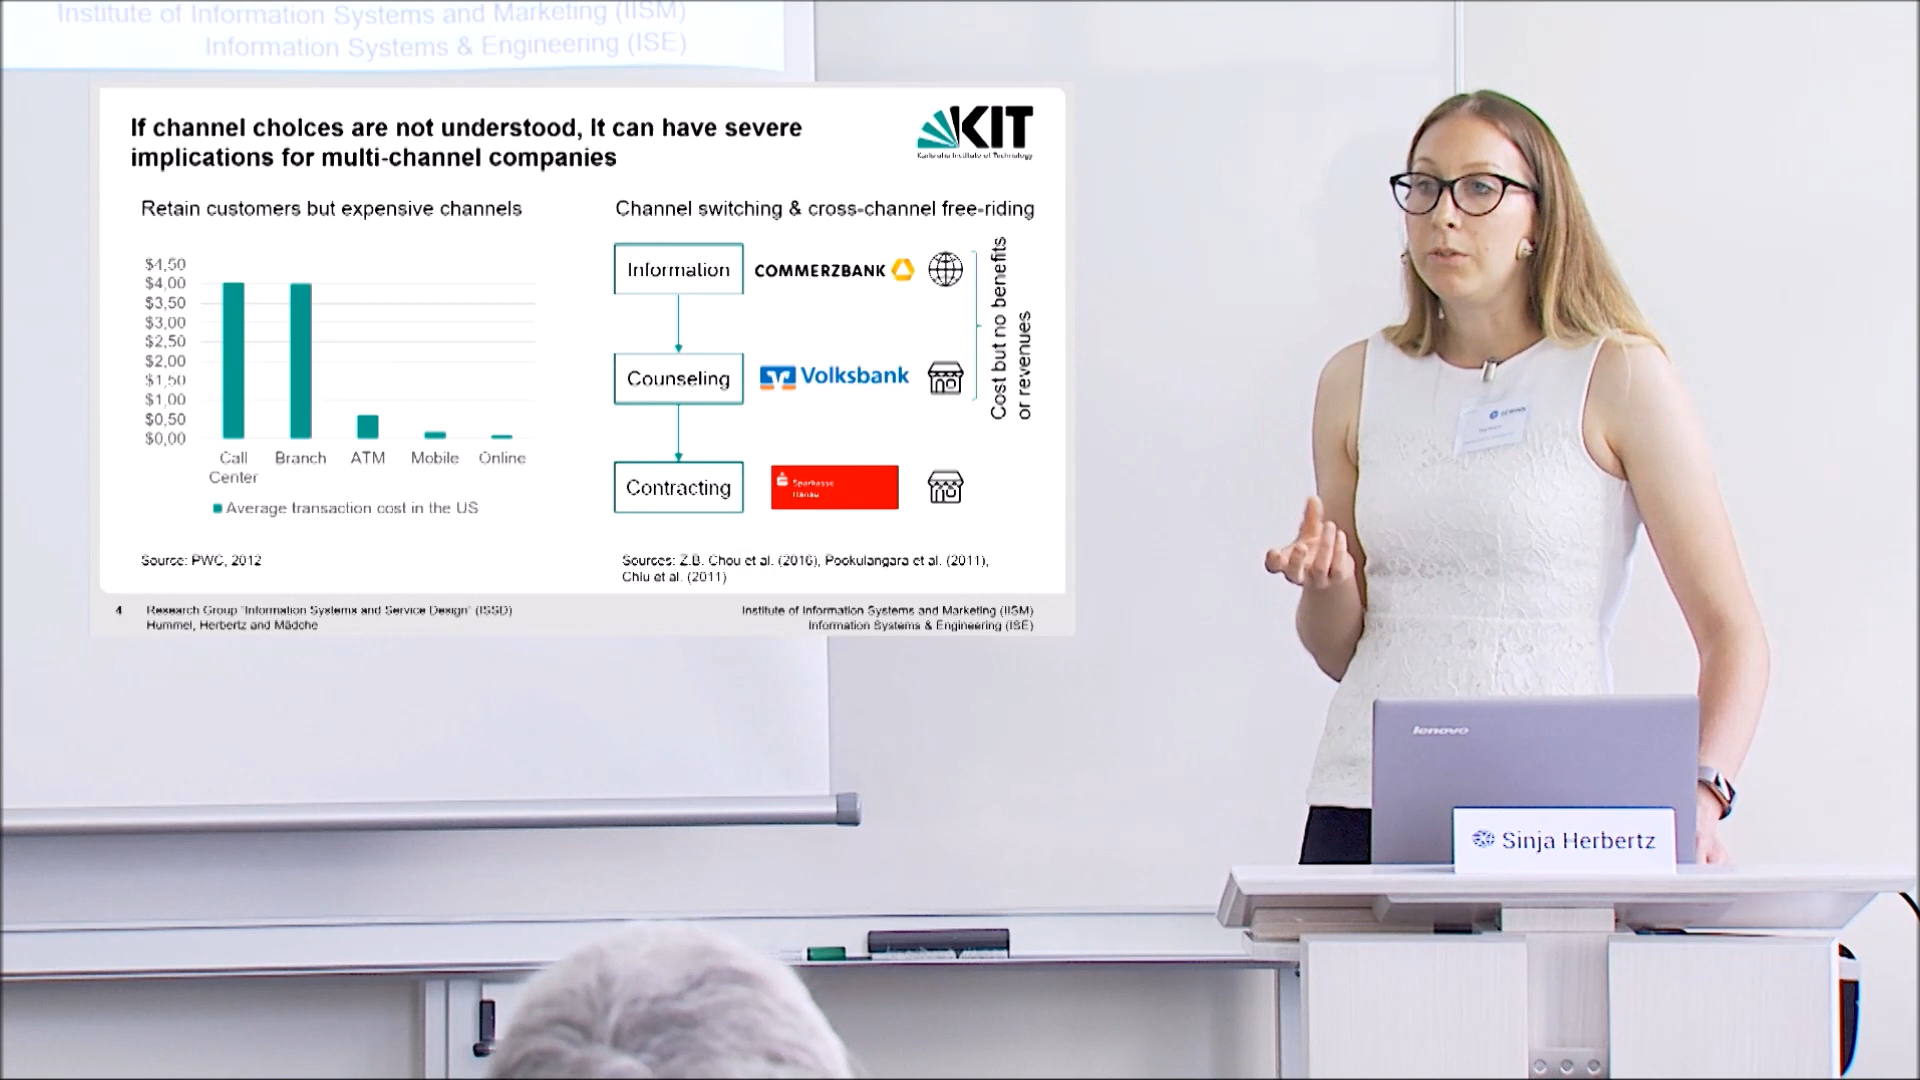 Institute of Information Systems and Marketing (IISM)
Information Systems & Engineering (ISE)
If channel choices are not understood, It can have severe
implications for multi-channel companies
KIT
Karlsruhe Institute of Technology
Retain customers but expensive channels
$4,50
$4,00
$3,50
$3,00
$2,50
$2,00
$1,50
$1,00
$0,50
$0,00
Call
Center
Branch
ATM
Mobile
Online
Average transaction cost in the US
Source: PWC, 2012
Channel switching & cross-channel free-riding
Information
COMMERZBANK
Counseling
Volksbank
Contracting
Sparkasse
Hanau
Cost but no benefits
or revenues
Sources: Z.B. Chou et al. (2016), Pookulangara et al. (2011),
Chiu et al. (2011)
4
Research Group "Information Systems and Service Design" (ISSD)
Hummel, Herbertz and Mädche
Institute of Information Systems and Marketing (IISM)
Information Systems & Engineering (ISE)
lenovo
Sinja Herbertz